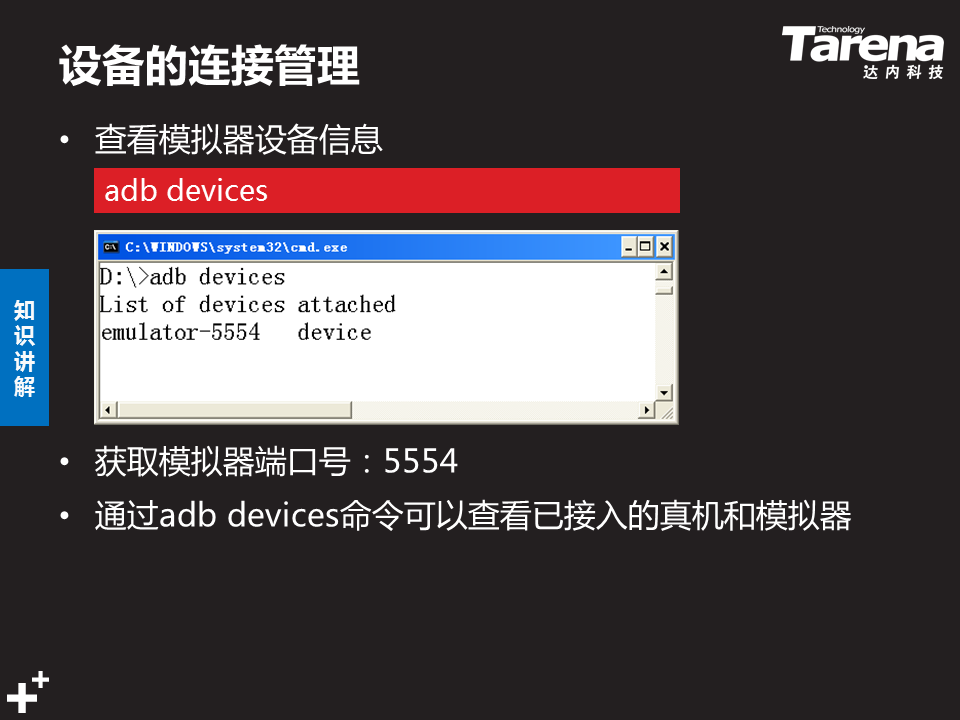 设备的连接管理
Technology
Tarena
达内科技
• 查看模拟器设备信息
adb devices
C:\WINDOWS\system32\cmd.exe
D:\>adb devices
List of devices attached
emulator-5554 device
知识讲解
• 获取模拟器端口号：5554
• 通过adb devices命令可以查看已接入的真机和模拟器